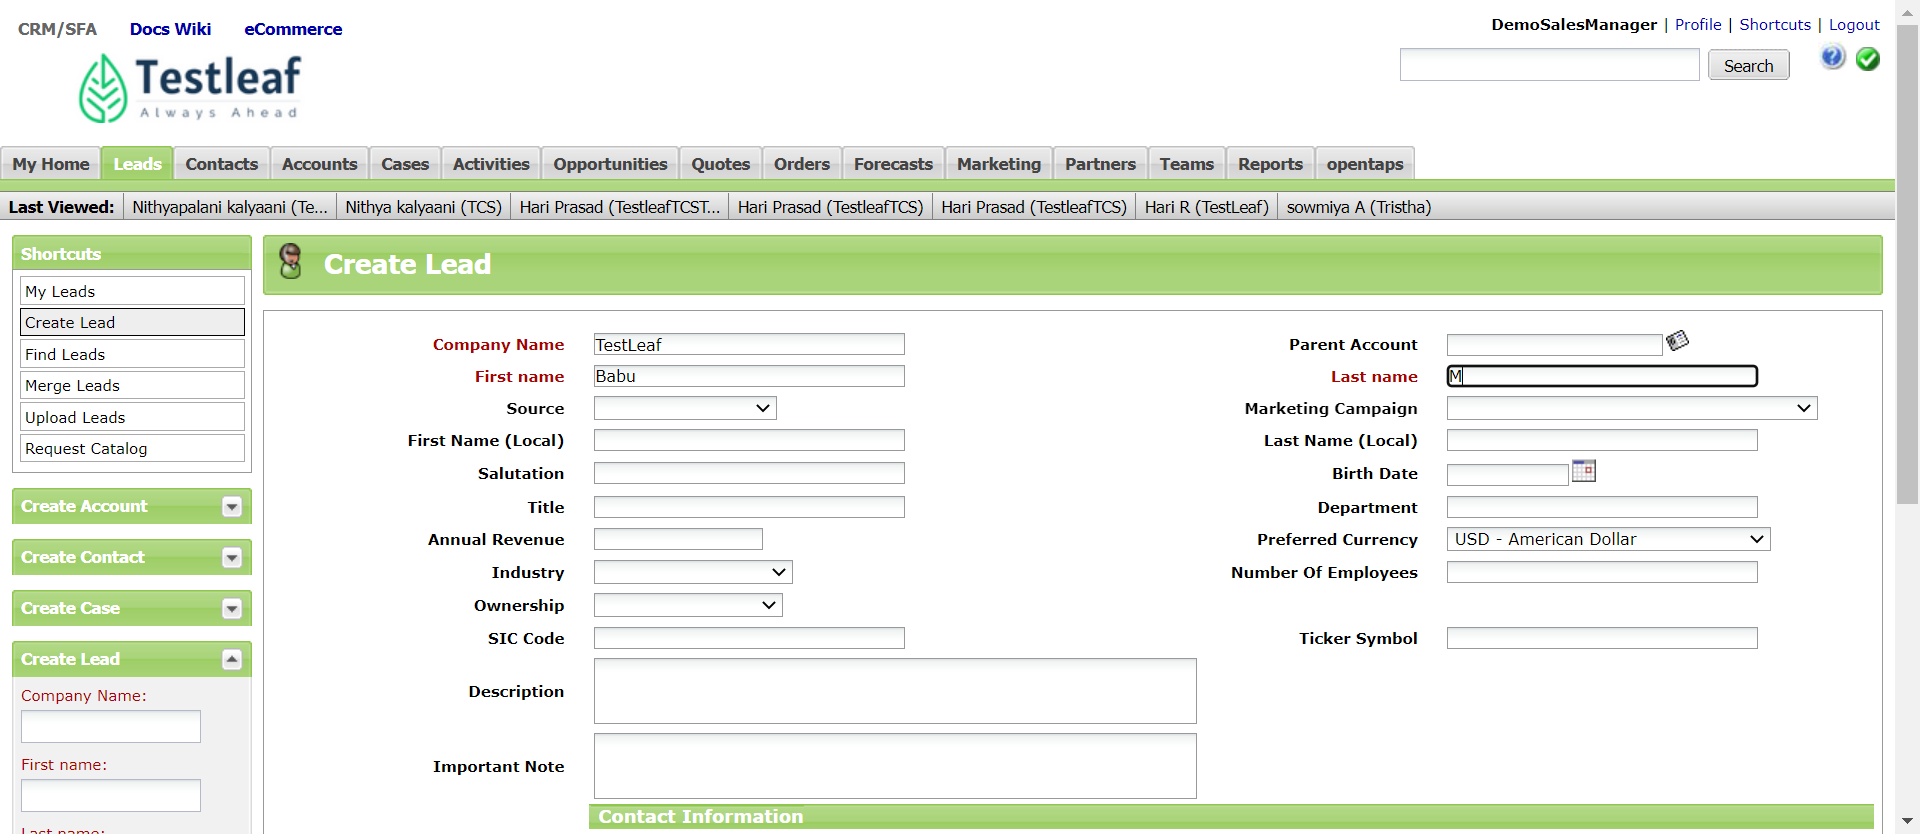 CRM/SFA Docs Wiki eCommerce
DemoSalesManager | Profile | Shortcuts | Logout
Testleaf
Always Ahead
Search
My Home Leads Contacts Accounts Cases Activities Opportunities Quotes Orders Forecasts Marketing Partners Teams Reports opentaps
Last Viewed: Nithyapalani kalyaani (Te... Nithya kalyaani (TCS) Hari Prasad (TestleafTCST... Hari Prasad (TestleafTCS) Hari Prasad (TestleafTCS) Hari R (TestLeaf) sowmiya A (Tristha)
Shortcuts
My Leads
Create Lead
Find Leads
Merge Leads
Upload Leads
Request Catalog
Create Account
Create Contact
Create Case
Create Lead
Company Name:
First name:
Last name:
Create Lead
Company Name TestLeaf Parent Account
First name Babu Last name M
Source Marketing Campaign
First Name (Local) Last Name (Local)
Salutation Birth Date
Title Department
Annual Revenue Preferred Currency USD - American Dollar
Industry Number Of Employees
Ownership
SIC Code Ticker Symbol
Description
Important Note
Contact Information